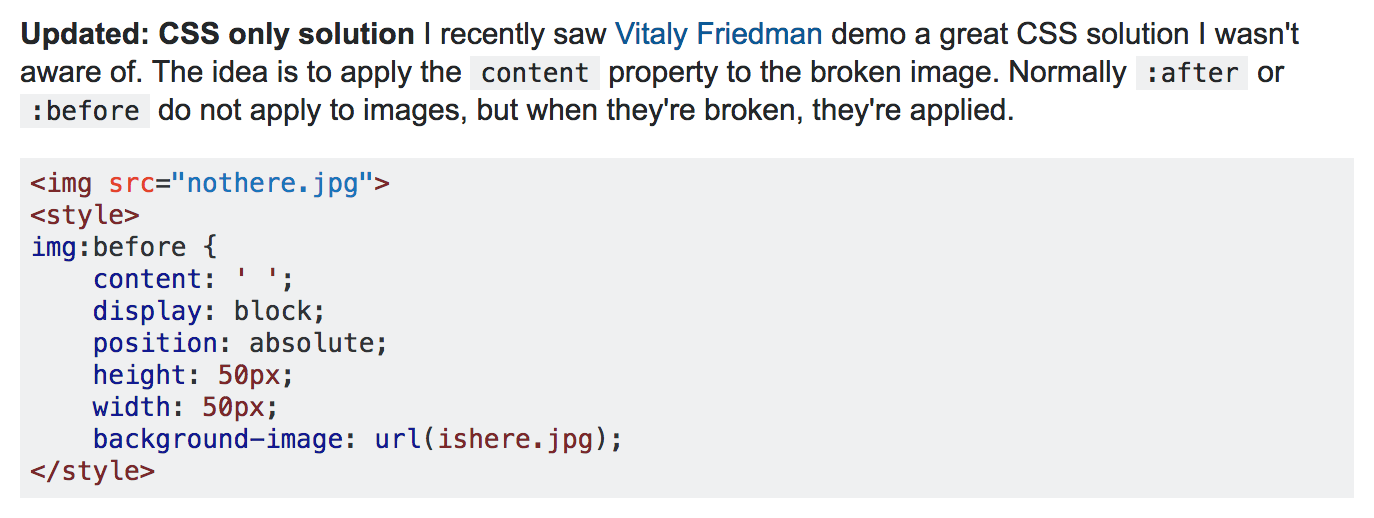 Updated: CSS only solution I recently saw Vitaly Friedman demo a great CSS solution I wasn't
aware of. The idea is to apply the content property to the broken image. Normally :after or
:before do not apply to images, but when they're broken, they're applied.
<img src="nothere.jpg">
<style>
img:before {
    content: ' ';
    display: block;
    position: absolute;
    height: 50px;
    width: 50px;
    background-image: url(ishere.jpg);
</style>